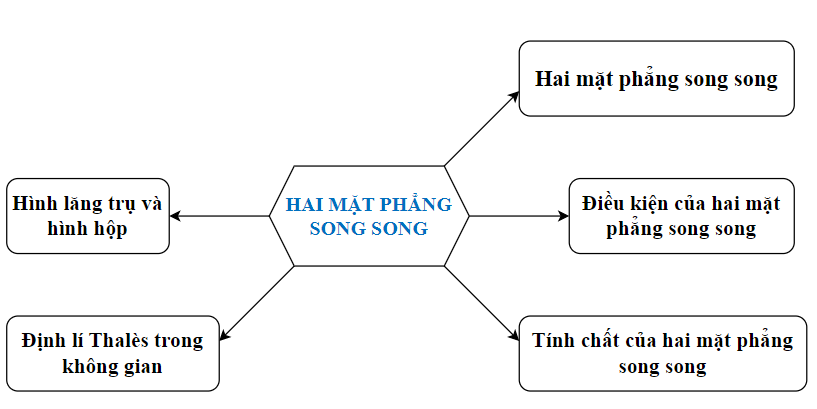 Hai mặt phẳng song song
HAI MẶT PHẲNG
SONG SONG
Hình lăng trụ và
hình hộp
Điều kiện của hai mặt
phẳng song song
Định lí Thalès trong
không gian
Tính chất của hai mặt phẳng
song song